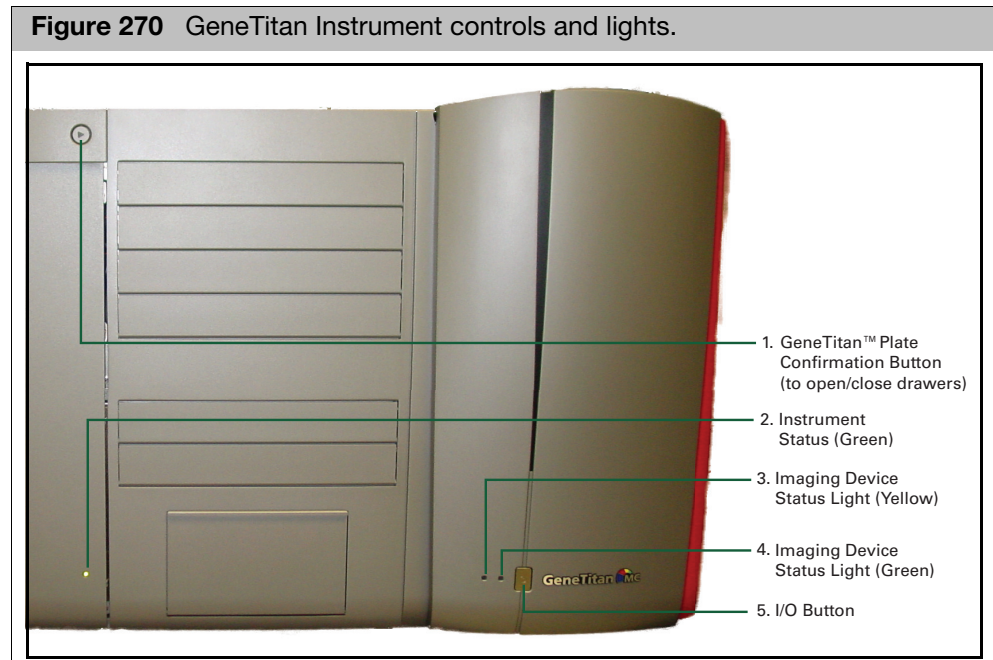 Figure 270 GeneTitan Instrument controls and lights.
1. GeneTitan™ Plate
Confirmation Button
(to open/close drawers)
2. Instrument
Status (Green)
3. Imaging Device
Status Light (Yellow)
4. Imaging Device
Status Light (Green)
GeneTitan MC
5. I/O Button